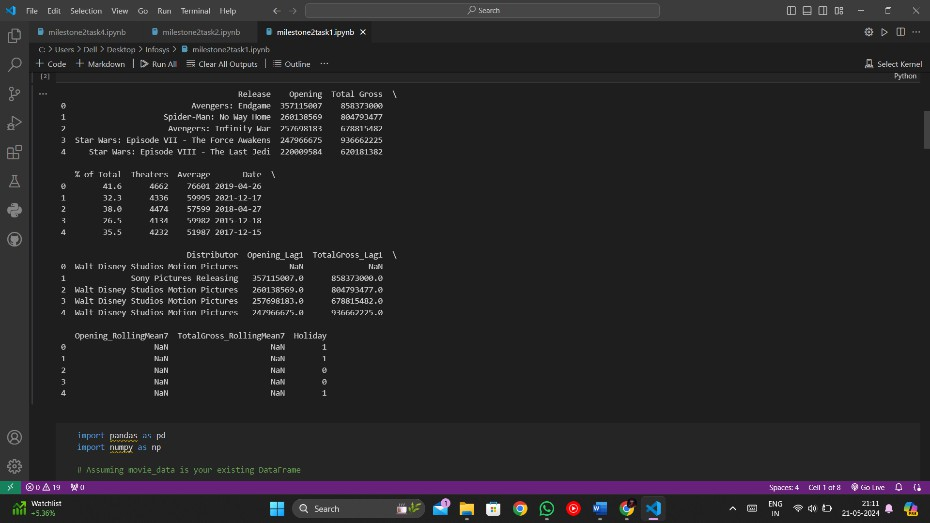 File Edit Selection View Go Run Terminal Help
Search
milestone2task4.ipynb milestone2task2.ipynb milestone2task1.ipynb
C: > Users > Dell > Desktop > Infosys > milestone2task1.ipynb
+ Code + Markdown | Run All Clear All Outputs | Outline ... Select Kernel
[2] Python
... Release Opening Total Gross \
0 Avengers: Endgame 357115007 858373000
1 Spider-Man: No Way Home 260138569 804793477
2 Avengers: Infinity War 257698183 678815482
3 Star Wars: Episode VII - The Force Awakens 247966675 936662225
4 Star Wars: Episode VIII - The Last Jedi 220009584 620181382
% of Total Theaters Average Date \
0 41.6 4662 76601 2019-04-26
1 32.3 4336 59995 2021-12-17
2 38.0 4474 57599 2018-04-27
3 26.5 4134 59982 2015-12-18
4 35.5 4232 51987 2017-12-15
Distributor Opening_Lag1 TotalGross_Lag1 \
0 Walt Disney Studios Motion Pictures NaN NaN
1 Sony Pictures Releasing 357115007.0 858373000.0
2 Walt Disney Studios Motion Pictures 260138569.0 804793477.0
3 Walt Disney Studios Motion Pictures 257698183.0 678815482.0
4 Walt Disney Studios Motion Pictures 247966675.0 936662225.0
Opening_RollingMean7 TotalGross_RollingMean7 Holiday
0 NaN NaN 1
1 NaN NaN 1
2 NaN NaN 0
3 NaN NaN 0
4 NaN NaN 1
import pandas as pd
import numpy as np
# Assuming movie_data is your existing DataFrame
0 19 0 Spaces: 4 Cell 1 of 8 Go Live
Watchlist
+5.36%
Search
1
ENG
IN
21:11
21-05-2024